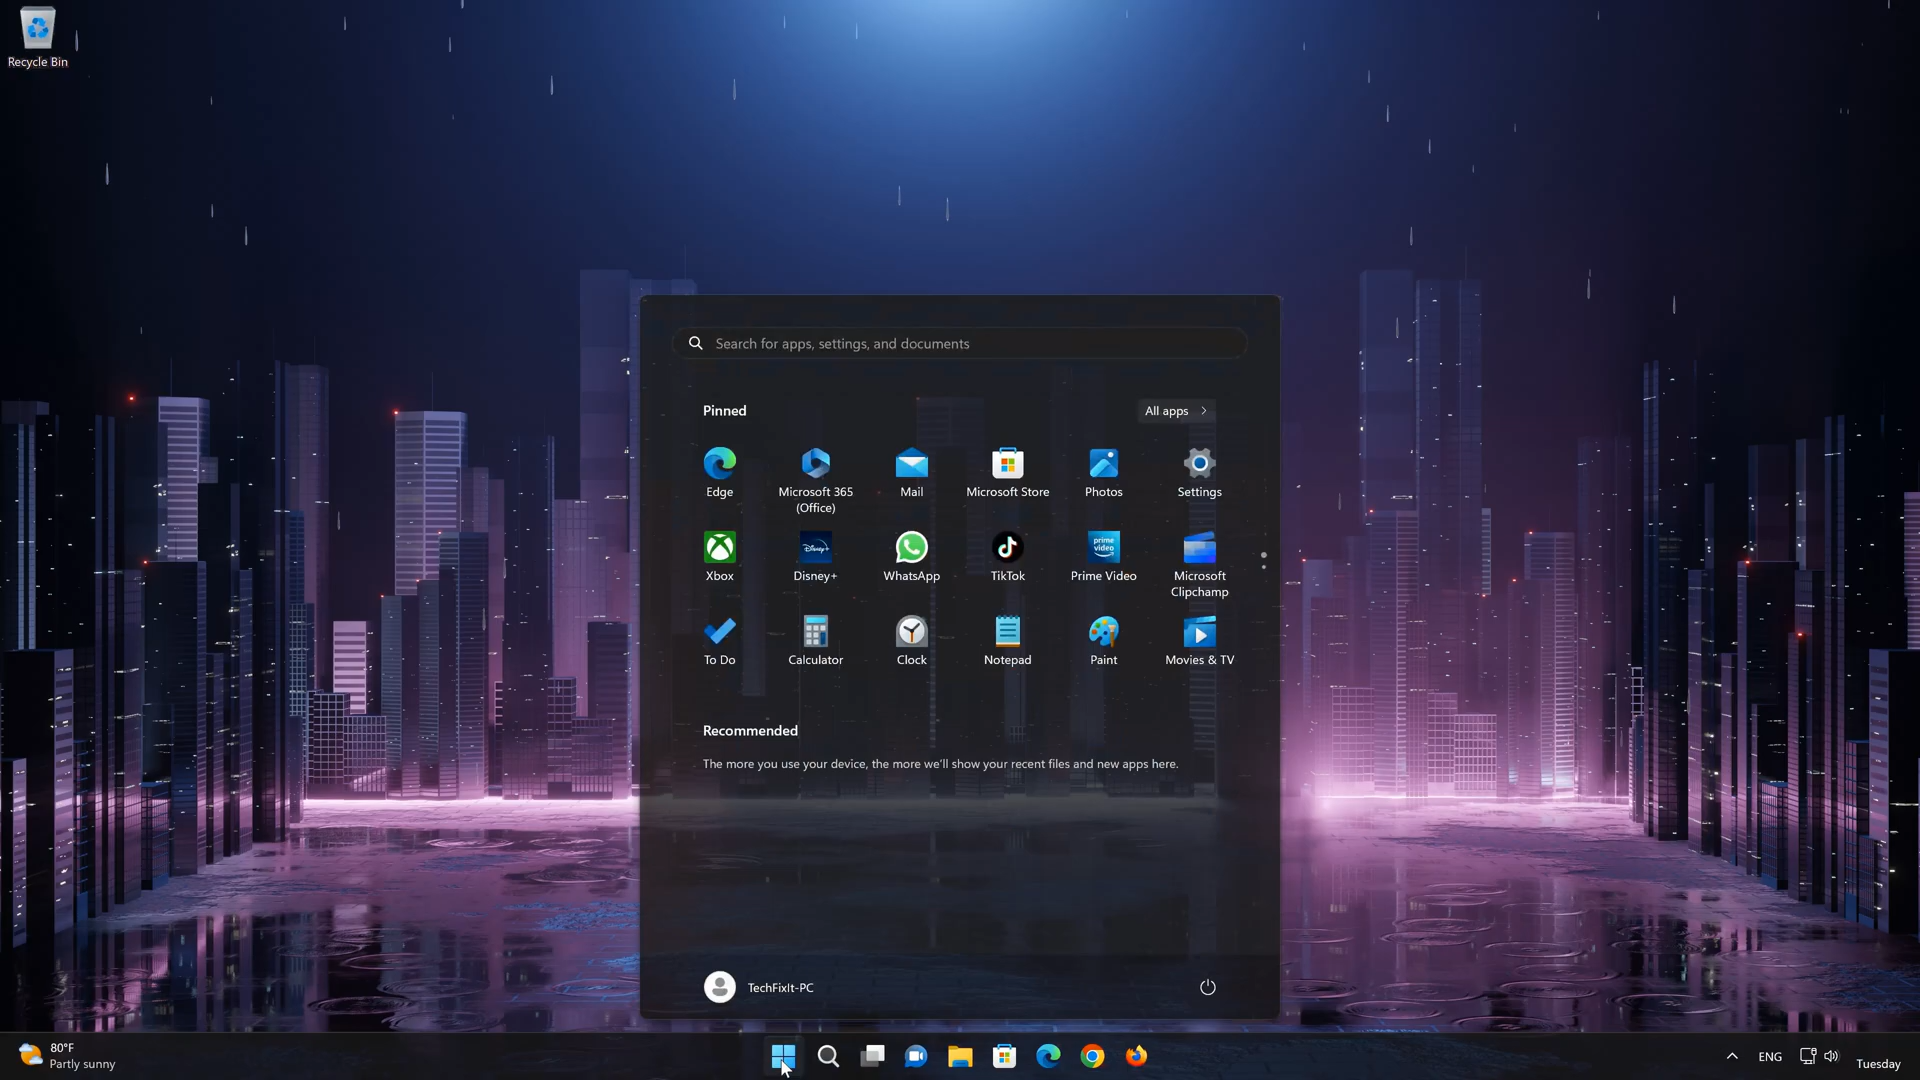 Recycle Bin
Search for apps, settings, and documents
Pinned
All apps
Edge
Microsoft 365
(Office)
Mail
Microsoft Store
Photos
Settings
Xbox
Disney+
WhatsApp
TikTok
Prime Video
Microsoft
Clipchamp
prime
video
Disney+
To Do
Calculator
Clock
Notepad
Paint
Movies & TV
Recommended
The more you use your device, the more we'll show your recent files and new apps here.
TechFixIt-PC
80°F
Partly sunny
ENG
Tuesday